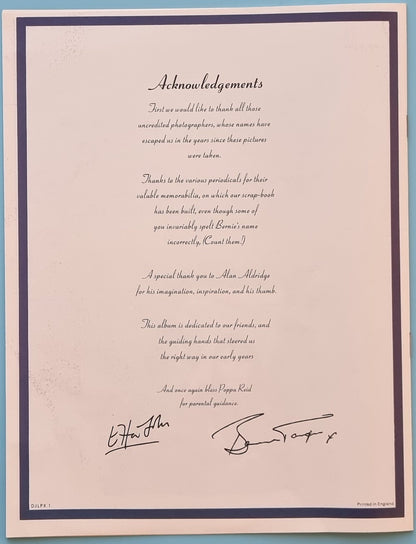 Acknowledgements
First we would like to thank all those
uncredited photographers, whose names have
escaped us in the years since these pictures
were taken.
Thanks to the various periodicals for their
valuble memorabilia, on which our scrap-book
has been built, even though some of
you invariably spelt Bernie's name
incorrectly, (Count them!)
A special thank you to Alan Aldridge
for his imagination, inspiration, and his thumb.
This album is dedicated to our friends, and
the guiding hands that steered us
the right way in our early years
And once again bless Poppa Reid
for parental guidance.
Elton John
Bernie Taupin x
DJLPX.1
Printed in England